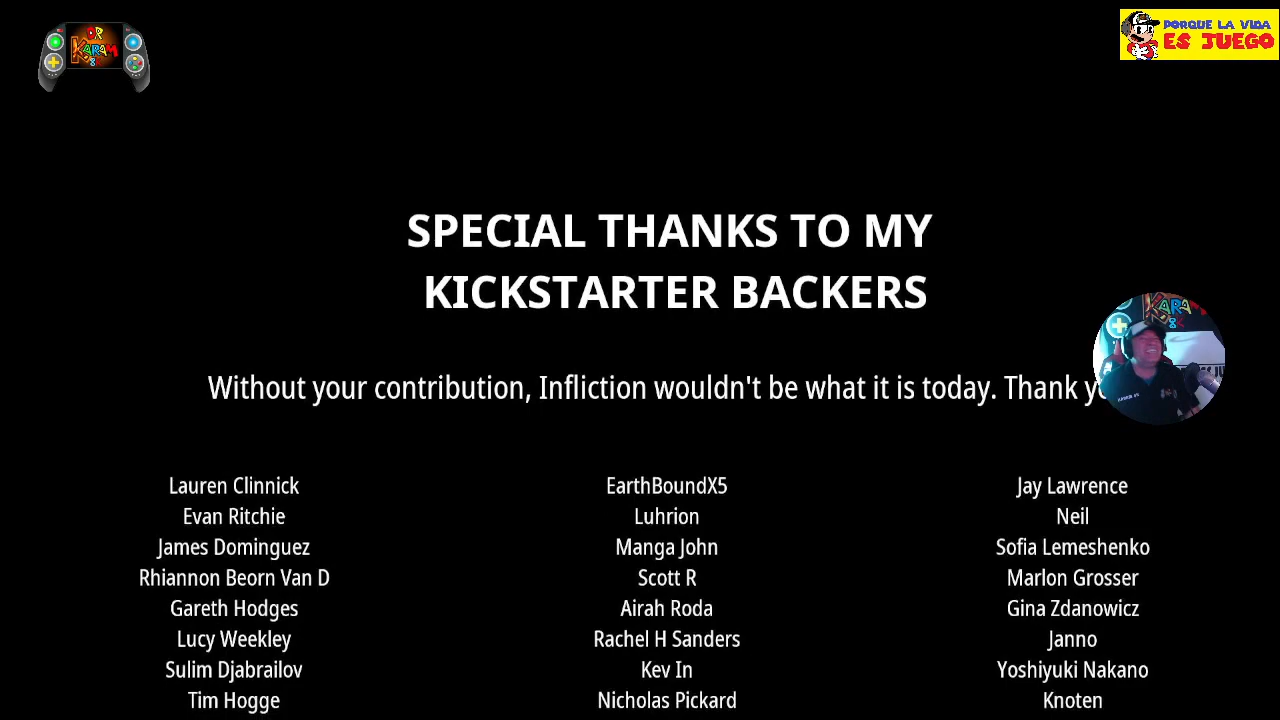 DR
KARAM
8K
PORQUE LA VIDA
ES JUEGO
SPECIAL THANKS TO MY
KICKSTARTER BACKERS
Without your contribution, Infliction wouldn't be what it is today. Thank
Lauren Clinnick EarthBoundX5 Jay Lawrence
Evan Ritchie Luhrion Neil
James Dominguez Manga John Sofia Lemeshenko
Rhiannon Beorn Van D Scott R Marlon Grosser
Gareth Hodges Airah Roda Gina Zdanowicz
Lucy Weekley Rachel H Sanders Janno
Sulim Djabrailov Kev In Yoshiyuki Nakano
Tim Hogge Nicholas Pickard Knoten